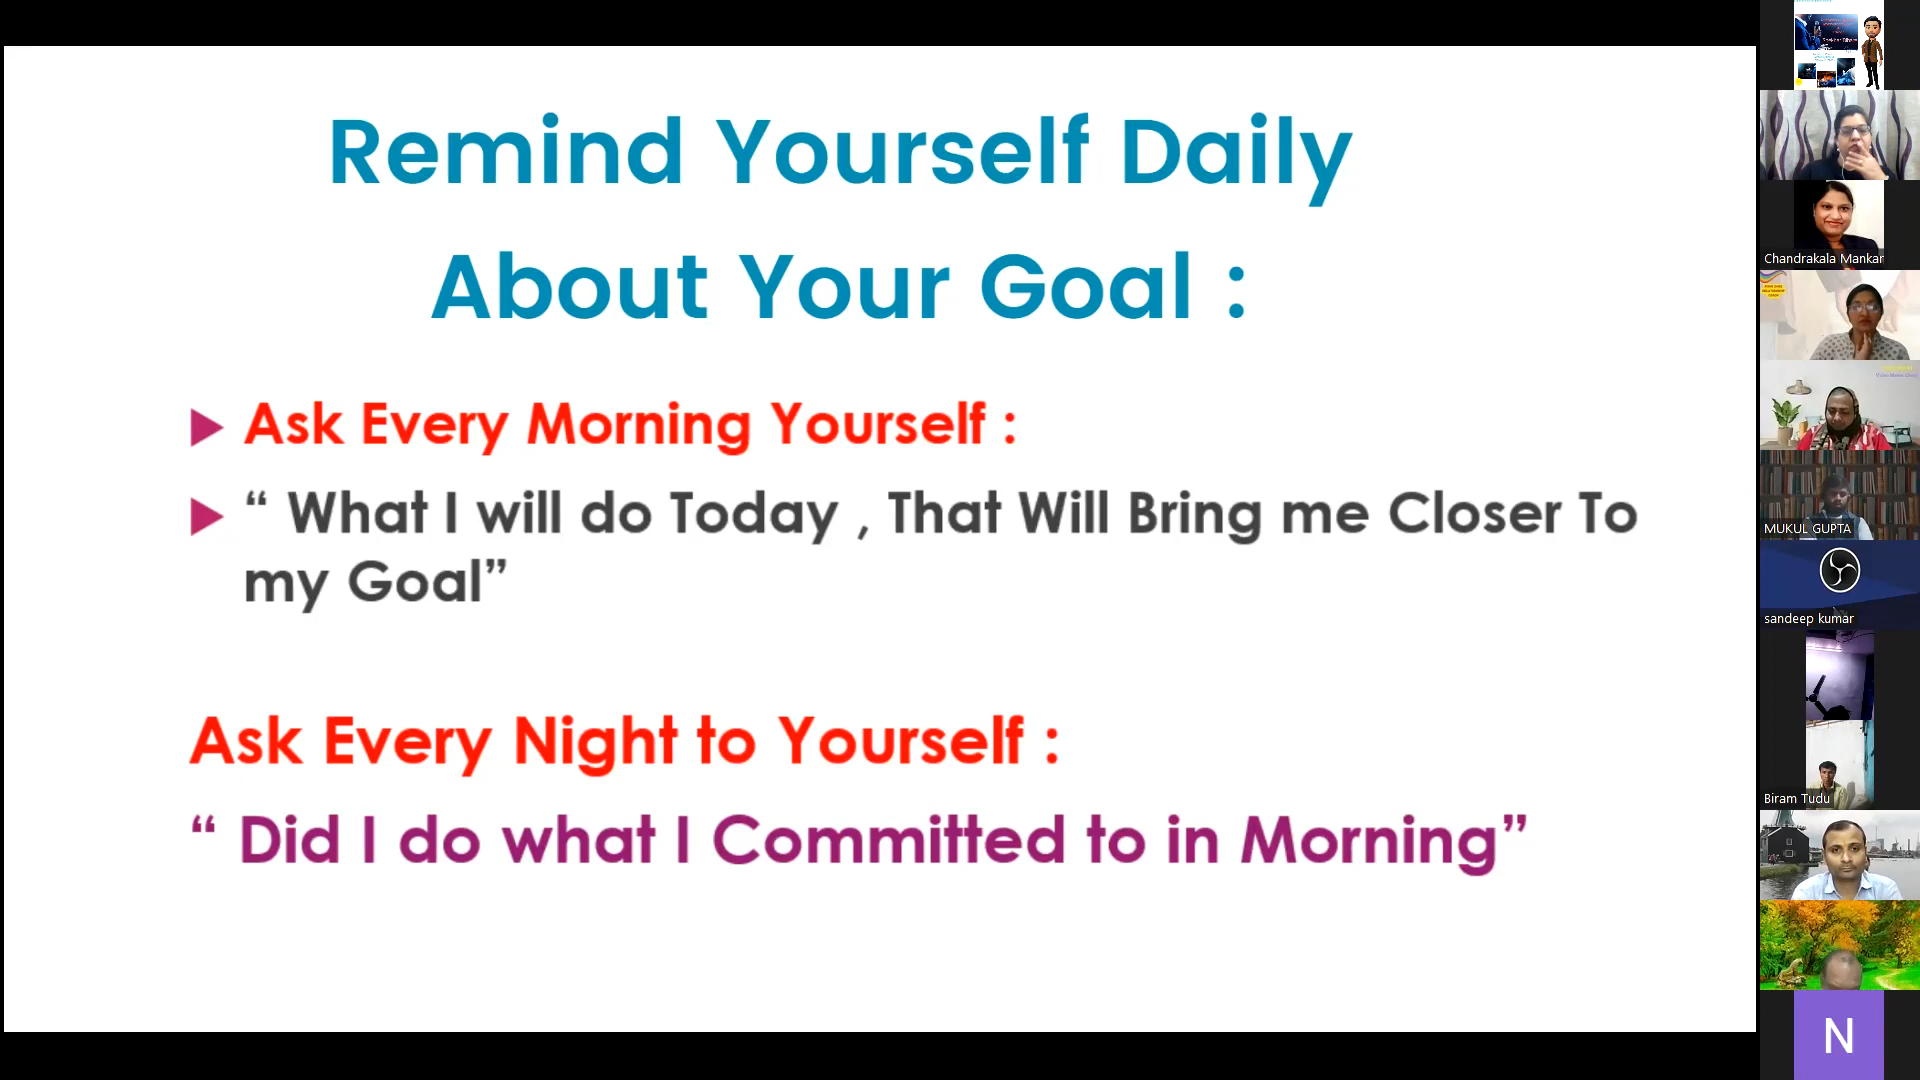 Remind Yourself Daily
About Your Goal :
Ask Every Morning Yourself :
“ What I will do Today , That Will Bring me Closer To
my Goal”
Ask Every Night to Yourself :
“ Did I do what I Committed to in Morning”
Chandrakala Mankar
MUKUL GUPTA
sandeep kumar
Biram Tudu
N